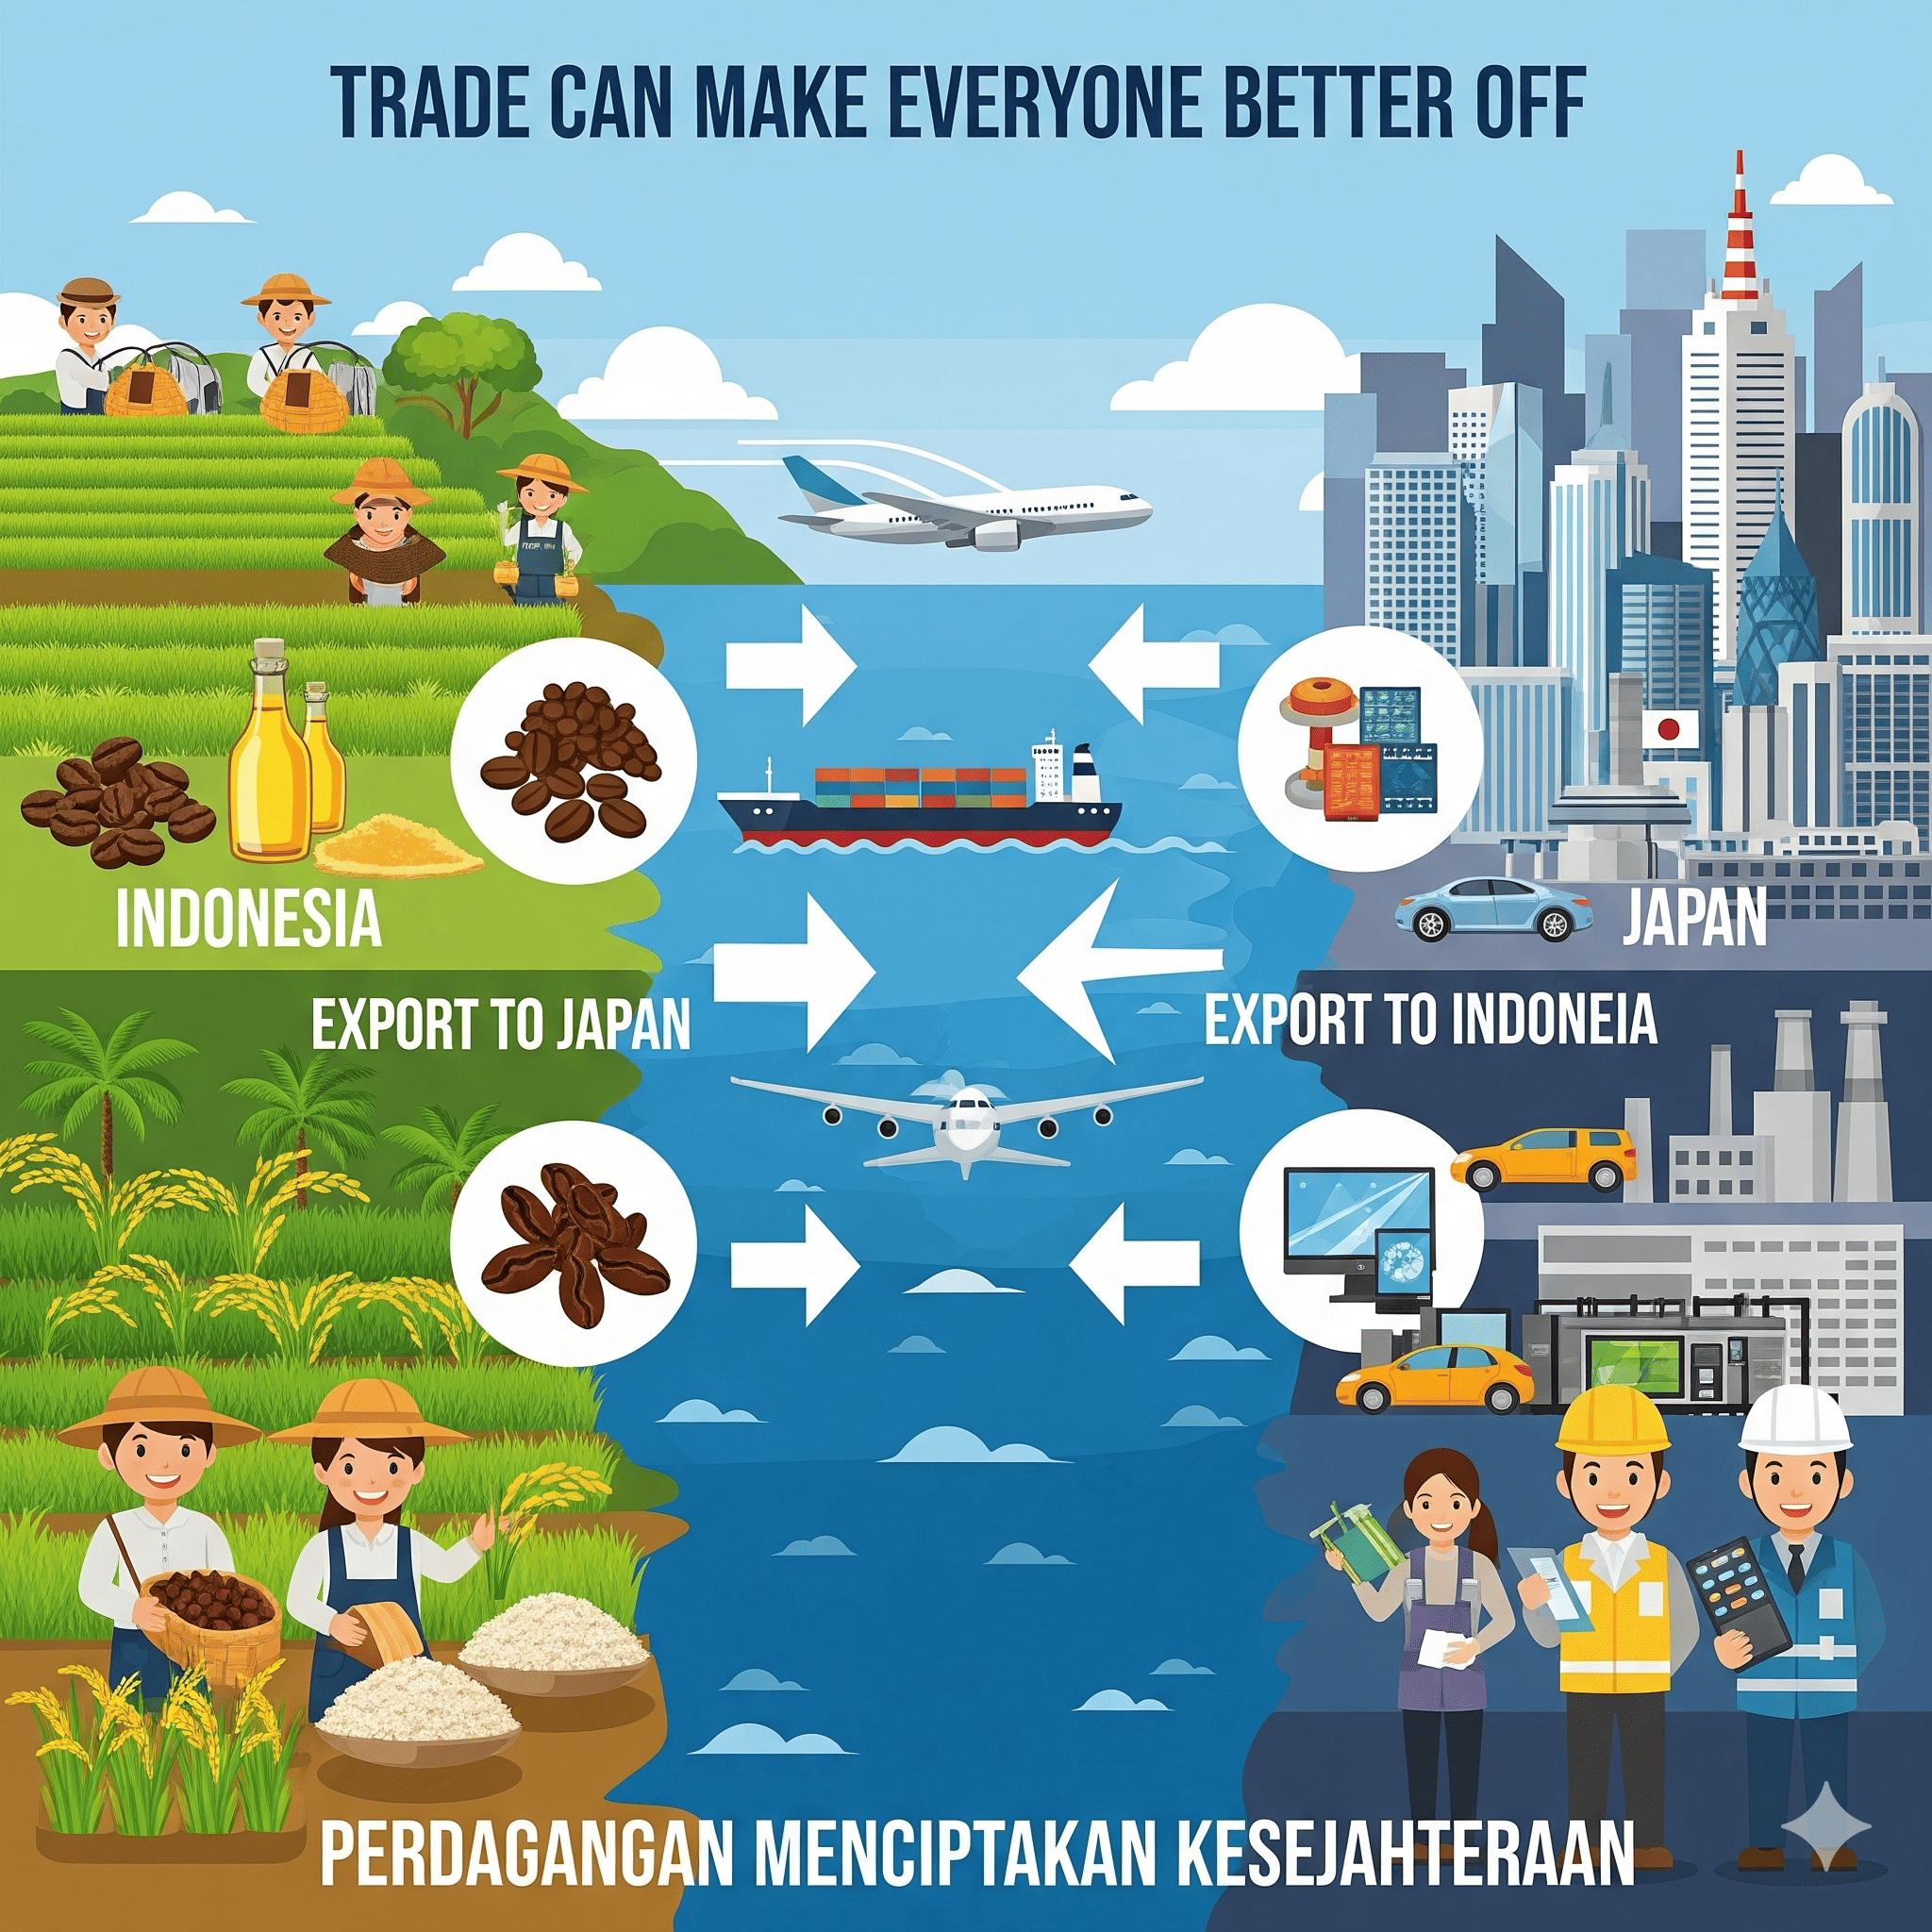 TRADE CAN MAKE EVERYONE BETTER OFF
INDONESIA
JAPAN
EXPORT TO JAPAN
EXPORT TO INDONEIA
PERDAGANGAN MENCIPTAKAN KESEJAHTERAAN